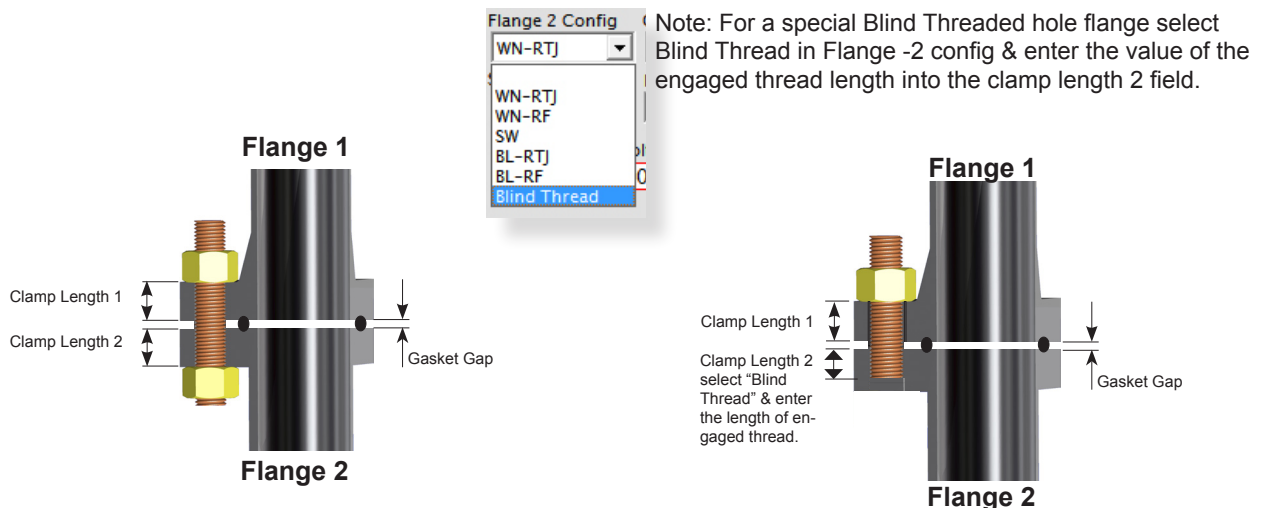 Flange 2 Config
WN-RTJ
WN-RTJ
WN-RF
SW
BL-RTJ
BL-RF
Blind Thread
Note: For a special Blind Threaded hole flange select
Blind Thread in Flange -2 config & enter the value of the
engaged thread length into the clamp length 2 field.
Flange 1
Clamp Length 1
Clamp Length 2
Gasket Gap
Flange 2
Flange 1
Clamp Length 1
Clamp Length 2
select “Blind
Thread” & enter
the length of en-
gaged thread.
Gasket Gap
Flange 2